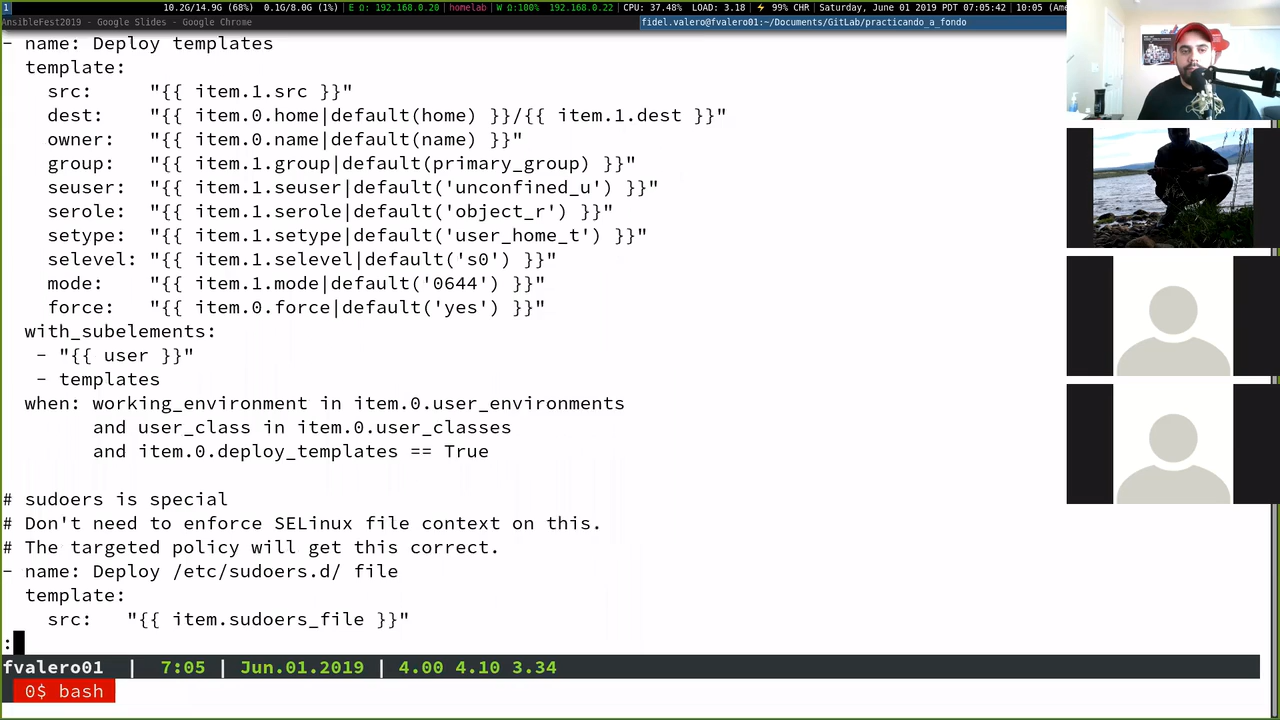 1 10.2G/14.9G (68%) 0.1G/8.0G (1%) | E Ω: 192.168.0.20 |homelab | W Ω:100% 192.168.0.22 | CPU: 37.48% LOAD: 3.18 | ⚡ 99% CHR | Saturday, June 01 2019 PDT 07:05:42 | 10:05 (Ame
AnsibleFest2019 - Google Slides - Google Chrome
fidel.valero@fvalero01:~/Documents/GitLab/practicando_a_fondo
- name: Deploy templates
  template:
    src:     "{{ item.1.src }}"
    dest:    "{{ item.0.home|default(home) }}/{{ item.1.dest }}"
    owner:   "{{ item.0.name|default(name) }}"
    group:   "{{ item.1.group|default(primary_group) }}"
    seuser:  "{{ item.1.seuser|default('unconfined_u') }}"
    serole:  "{{ item.1.serole|default('object_r') }}"
    setype:  "{{ item.1.setype|default('user_home_t') }}"
    selevel: "{{ item.1.selevel|default('s0') }}"
    mode:    "{{ item.1.mode|default('0644') }}"
    force:   "{{ item.0.force|default('yes') }}"
  with_subelements:
   - "{{ user }}"
   - templates
  when: working_environment in item.0.user_environments
        and user_class in item.0.user_classes
        and item.0.deploy_templates == True
# sudoers is special
# Don't need to enforce SELinux file context on this.
# The targeted policy will get this correct.
- name: Deploy /etc/sudoers.d/ file
  template:
    src:   "{{ item.sudoers_file }}"
:
fvalero01 | 7:05 | Jun.01.2019 | 4.00 4.10 3.34
0$ bash